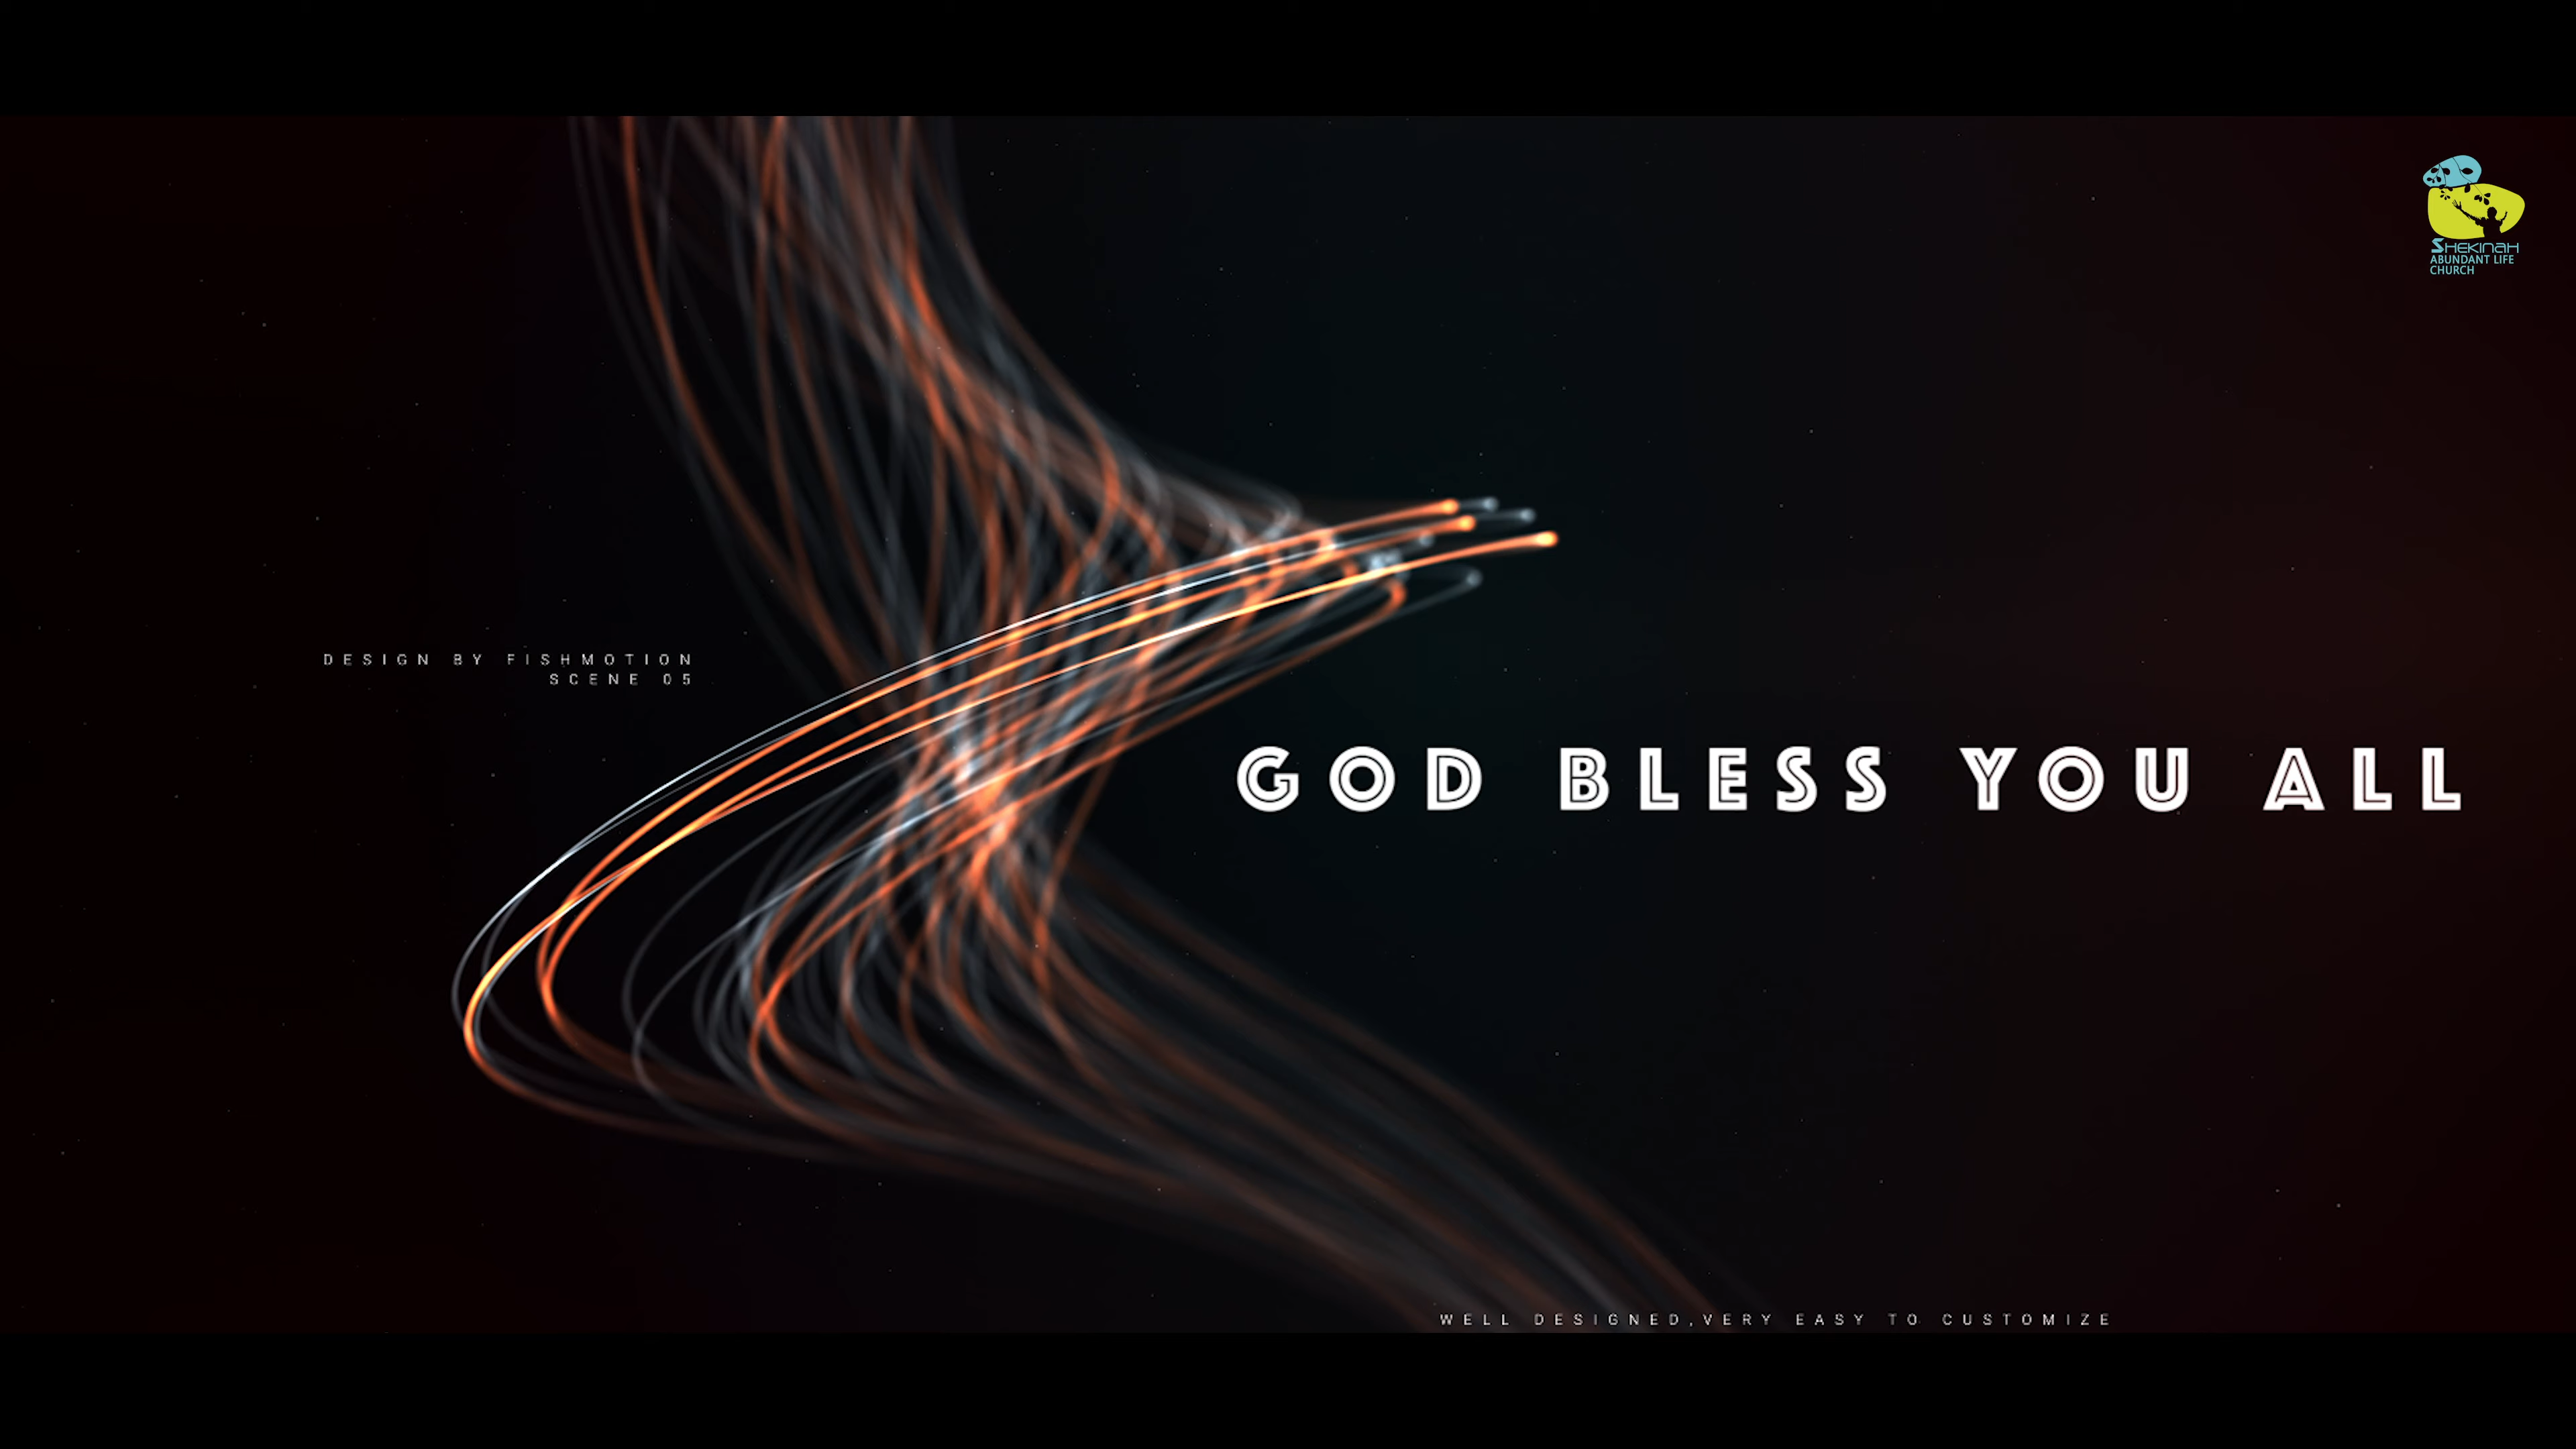 SHEKINAH
ABUNDANT LIFE
CHURCH
DESIGN BY FISHMOTION
SCENE 05
GOD BLESS YOU ALL
WELL DESIGNED,VERY EASY TO CUSTOMIZE